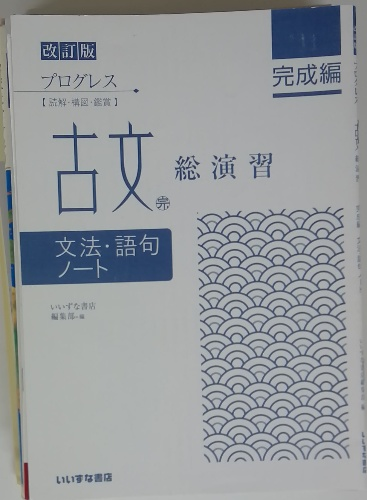 改訂版
プログレス
【読解・構図・鑑賞】
古文 完
総演習
完成編
文法・語句
ノート
いいずな書店
編集部-編
いいずな書店